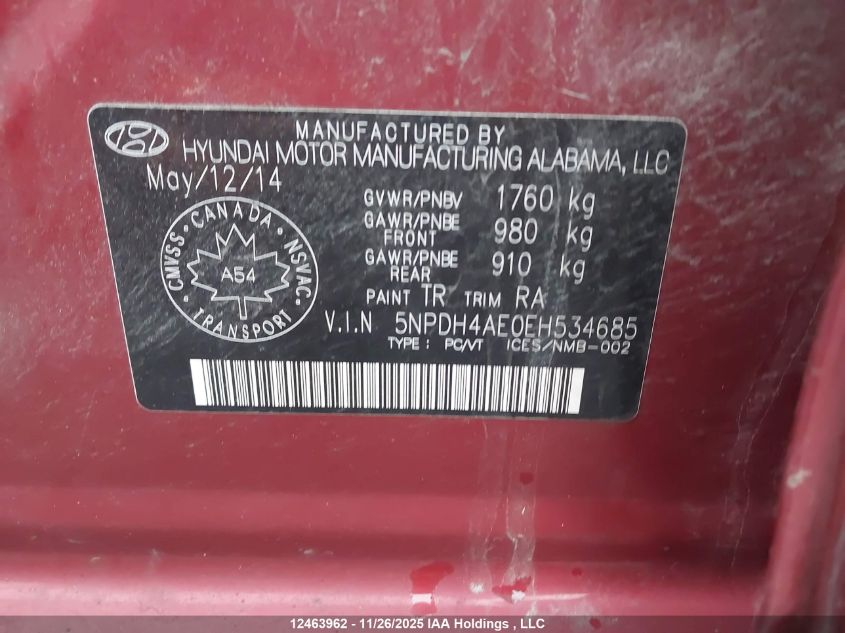 MANUFACTURED BY
HYUNDAI MOTOR MANUFACTURING ALABAMA, LLC
May/12/14
GVWR/PNBV 1760 kg
GAWR/PNBE FRONT 980 kg
GAWR/PNBE REAR 910 kg
PAINT TR TRIM RA
V.I.N 5NPDH4AE0EH534685
TYPE : PC/VT ICES/NMB-002
CANADA
CMVSS • NSVAC
A54
TRANSPORT
12463962 - 11/26/2025 IAA Holdings , LLC